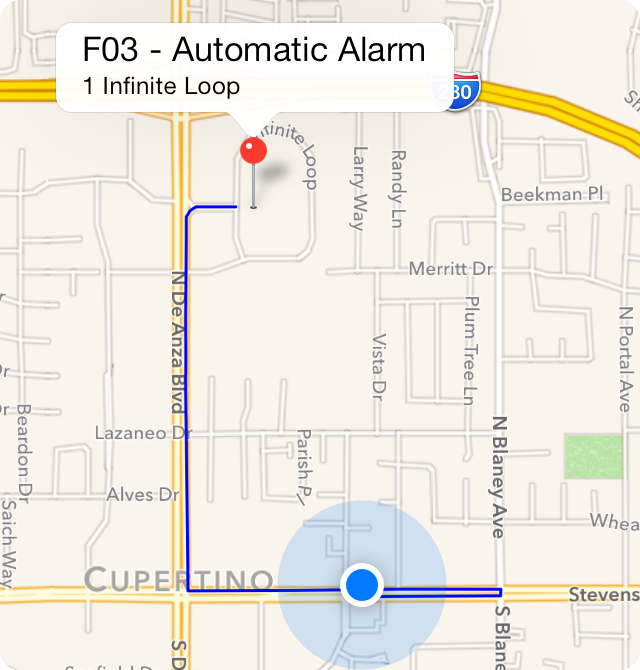 F03 - Automatic Alarm
1 Infinite Loop
280
Infinite Loop
Larry Way
Randy Ln
Beekman Pl
Merritt Dr
N De Anza Blvd
Plum Tree Ln
N Portal Ave
Vista Dr
Beardon Dr
Lazaneo Dr
Parish Pl
N Blaney Ave
Alves Dr
Saich Way
Whea
CUPERTINO
Stevens
S D
S Blane